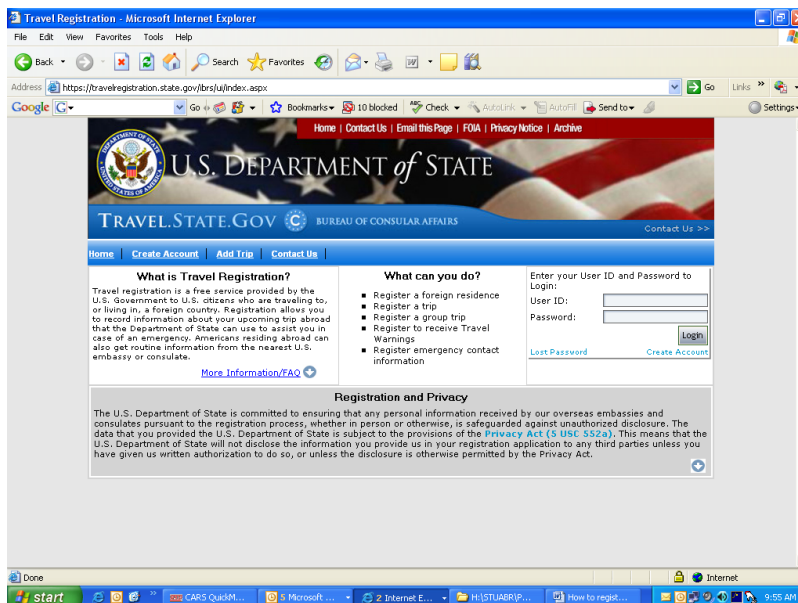 Travel Registration - Microsoft Internet Explorer
File Edit View Favorites Tools Help
Back Search Favorites
Address https://travelregistration.state.gov/ibrs/ui/index.aspx Go Links »
Google G Go Bookmarks 10 blocked Check AutoLink AutoFill Send to Settings
Home | Contact Us | Email this Page | FOIA | Privacy Notice | Archive
U.S. DEPARTMENT of STATE
TRAVEL.STATE.GOV C BUREAU OF CONSULAR AFFAIRS
Contact Us >>
Home | Create Account | Add Trip | Contact Us |
What is Travel Registration?
Travel registration is a free service provided by the
U.S. Government to U.S. citizens who are traveling to,
or living in, a foreign country. Registration allows you
to record information about your upcoming trip abroad
that the Department of State can use to assist you in
case of an emergency. Americans residing abroad can
also get routine information from the nearest U.S.
embassy or consulate.
More Information/FAQ
What can you do?
Register a foreign residence
Register a trip
Register a group trip
Register to receive Travel
Warnings
Register emergency contact
information
Enter your User ID and Password to
Login:
User ID:
Password:
Login
Lost Password Create Account
Registration and Privacy
The U.S. Department of State is committed to ensuring that any personal information received by our overseas embassies and
consulates pursuant to the registration process, whether in person or otherwise, is safeguarded against unauthorized disclosure. The
data that you provided the U.S. Department of State is subject to the provisions of the Privacy Act (5 USC 552a). This means that the
U.S. Department of State will not disclose the information you provide us in your registration application to any third parties unless you
have given us written authorization to do so, or unless the disclosure is otherwise permitted by the Privacy Act.
Done Internet
start » CARS QuickM... 5 Microsoft ... 2 Internet E... H:\STUABR\P... How to regist... 9:55 AM